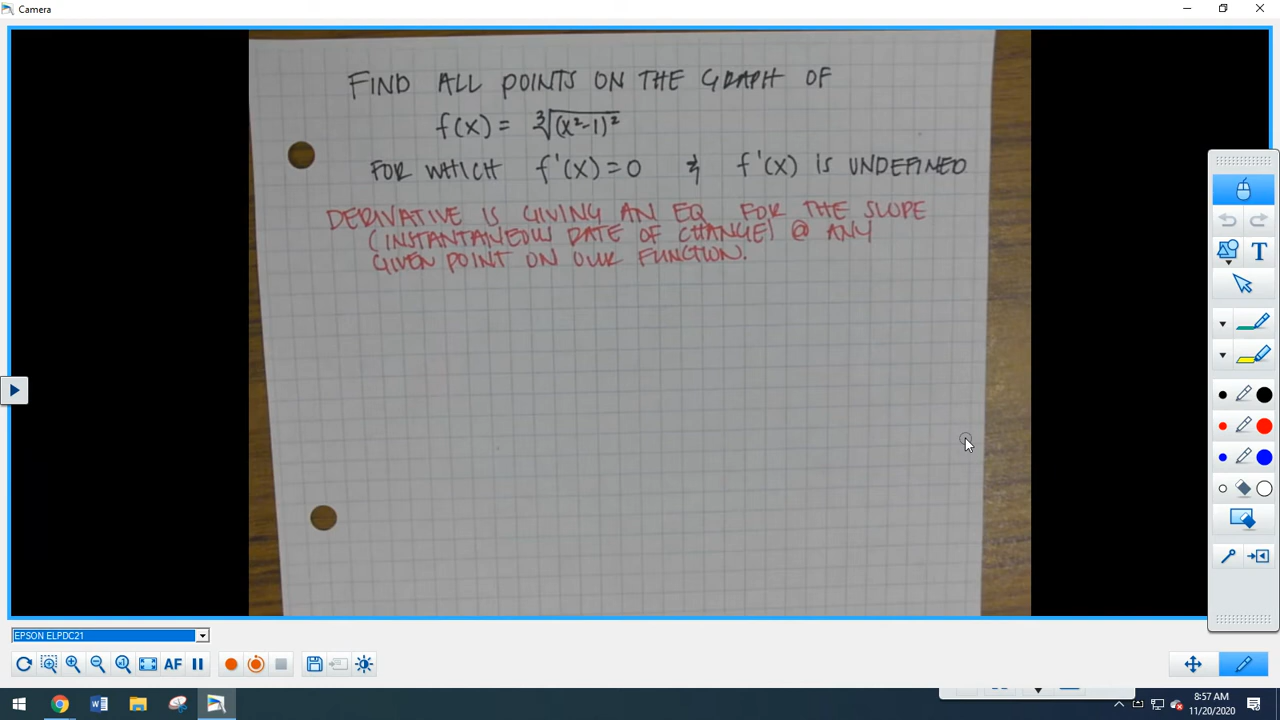 Camera
FIND ALL POINTS ON THE GRAPH OF
f(x) = ∛(x²-1)²
FOR WHICH f'(x)=0 & f'(x) IS UNDEFINED
DERIVATIVE IS GIVING AN EQ FOR THE SLOPE
(INSTANTANEOUS RATE OF CHANGE) @ ANY
GIVEN POINT ON OUR FUNCTION.
T
EPSON ELPDC21
AF
8:57 AM
11/20/2020